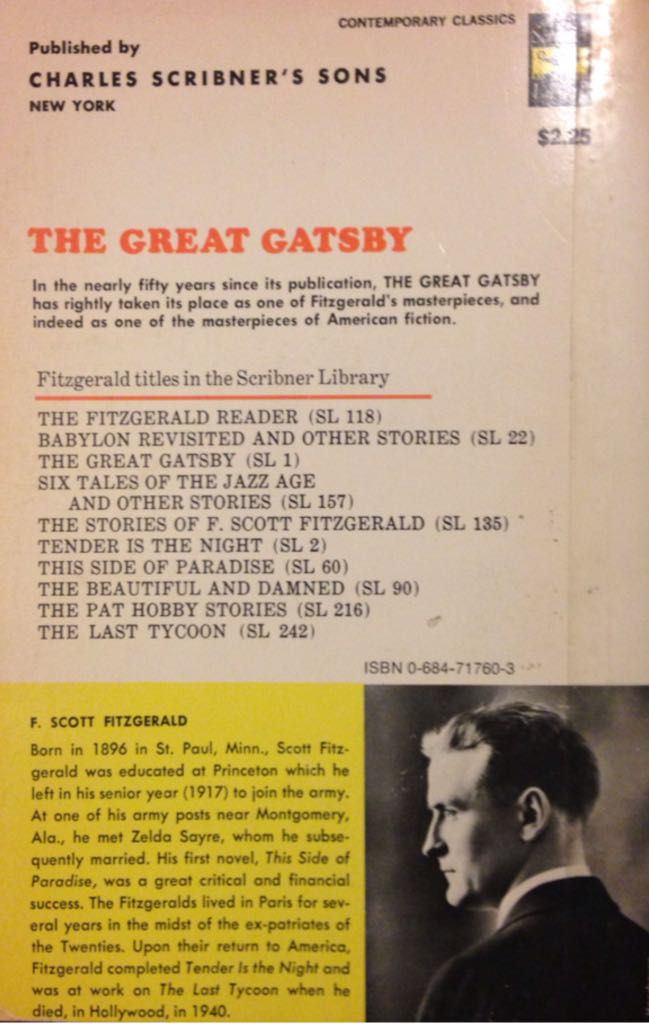 CONTEMPORARY CLASSICS
Published by
CHARLES SCRIBNER'S SONS
NEW YORK
$2.25
THE GREAT GATSBY
In the nearly fifty years since its publication, THE GREAT GATSBY
has rightly taken its place as one of Fitzgerald's masterpieces, and
indeed as one of the masterpieces of American fiction.
Fitzgerald titles in the Scribner Library
THE FITZGERALD READER (SL 118)
BABYLON REVISITED AND OTHER STORIES (SL 22)
THE GREAT GATSBY (SL 1)
SIX TALES OF THE JAZZ AGE
AND OTHER STORIES (SL 157)
THE STORIES OF F. SCOTT FITZGERALD (SL 135)
TENDER IS THE NIGHT (SL 2)
THIS SIDE OF PARADISE (SL 60)
THE BEAUTIFUL AND DAMNED (SL 90)
THE PAT HOBBY STORIES (SL 216)
THE LAST TYCOON (SL 242)
ISBN 0-684-71760-3
F. SCOTT FITZGERALD
Born in 1896 in St. Paul, Minn., Scott Fitz-
gerald was educated at Princeton which he
left in his senior year (1917) to join the army.
At one of his army posts near Montgomery,
Ala., he met Zelda Sayre, whom he subse-
quently married. His first novel, This Side of
Paradise, was a great critical and financial
success. The Fitzgeralds lived in Paris for sev-
eral years in the midst of the ex-patriates of
the Twenties. Upon their return to America,
Fitzgerald completed Tender Is the Night and
was at work on The Last Tycoon when he
died, in Hollywood, in 1940.